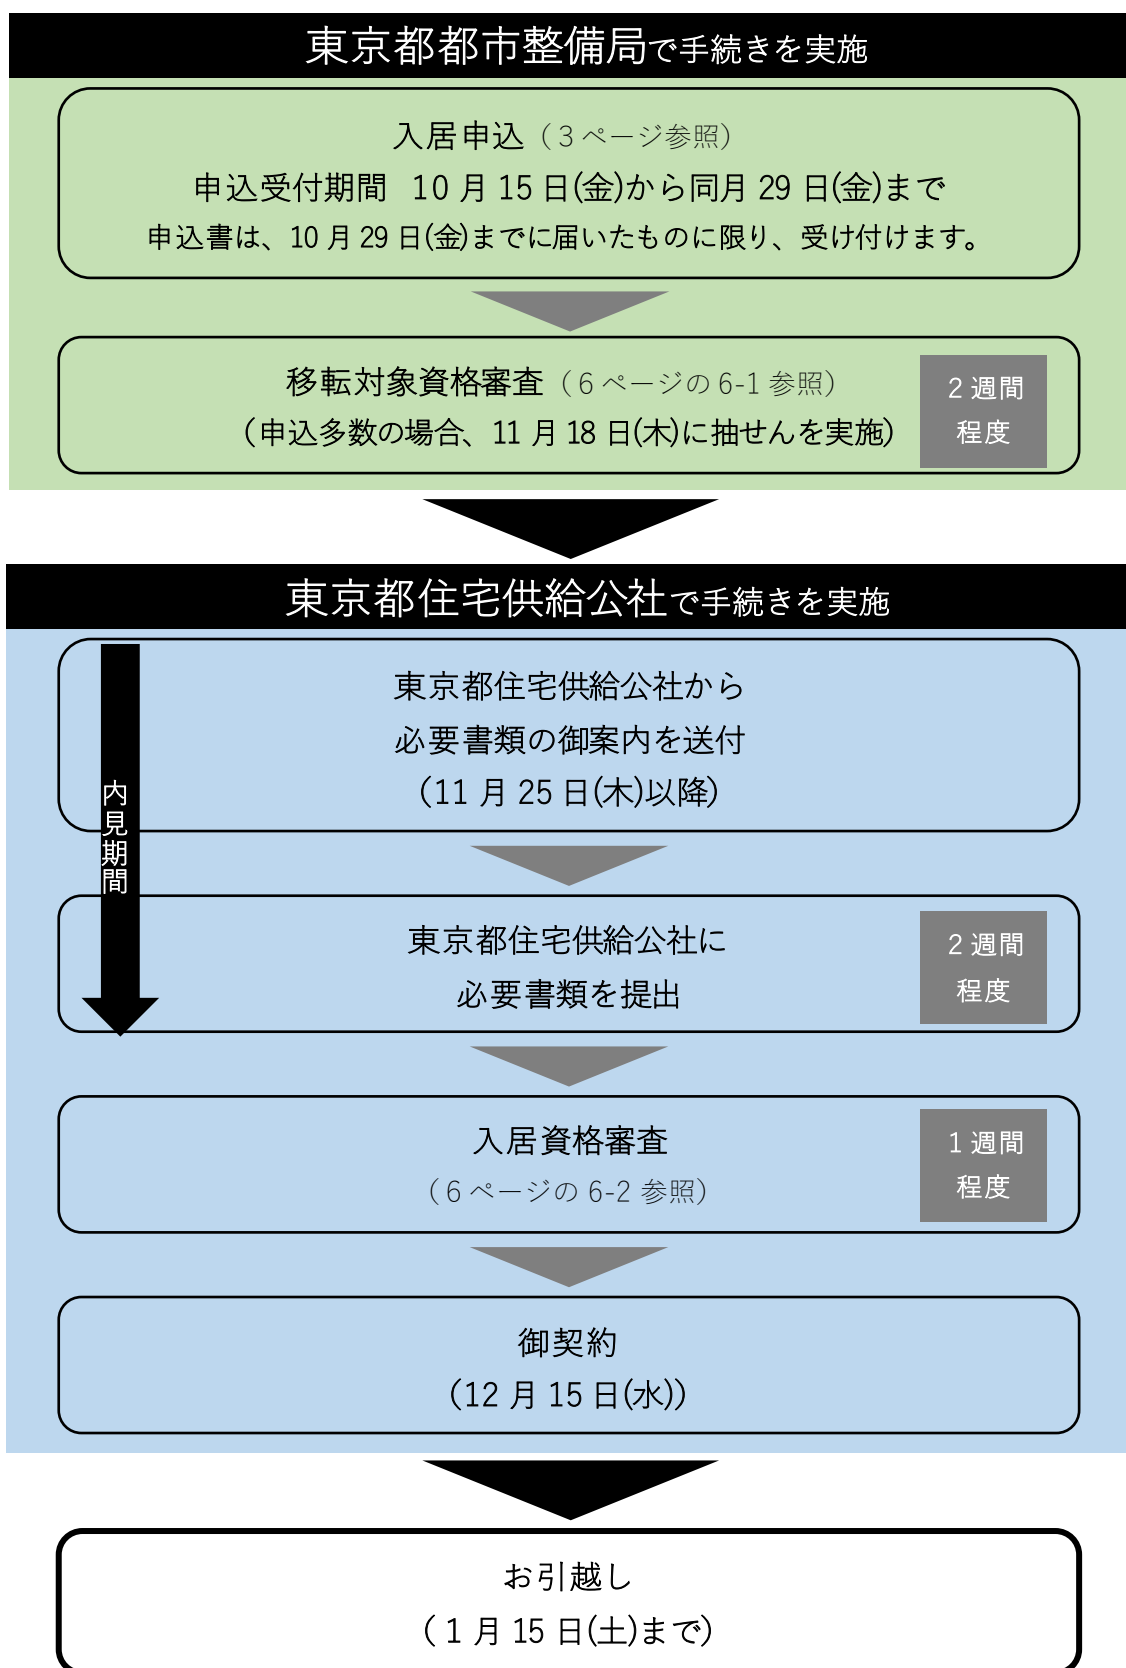 東京都都市整備局で手続きを実施
入居申込（3ページ参照）
申込受付期間 10月15日(金)から同月29日(金)まで
申込書は、10月29日(金)までに届いたものに限り、受け付けます。
移転対象資格審査（6ページの6-1参照）
（申込多数の場合、11月18日(木)に抽せんを実施）
2週間
程度
東京都住宅供給公社で手続きを実施
内見期間
東京都住宅供給公社から
必要書類の御案内を送付
（11月25日(木)以降）
東京都住宅供給公社に
必要書類を提出
2週間
程度
入居資格審査
（6ページの6-2参照）
1週間
程度
御契約
（12月15日(水)）
お引越し
（1月15日(土)まで）